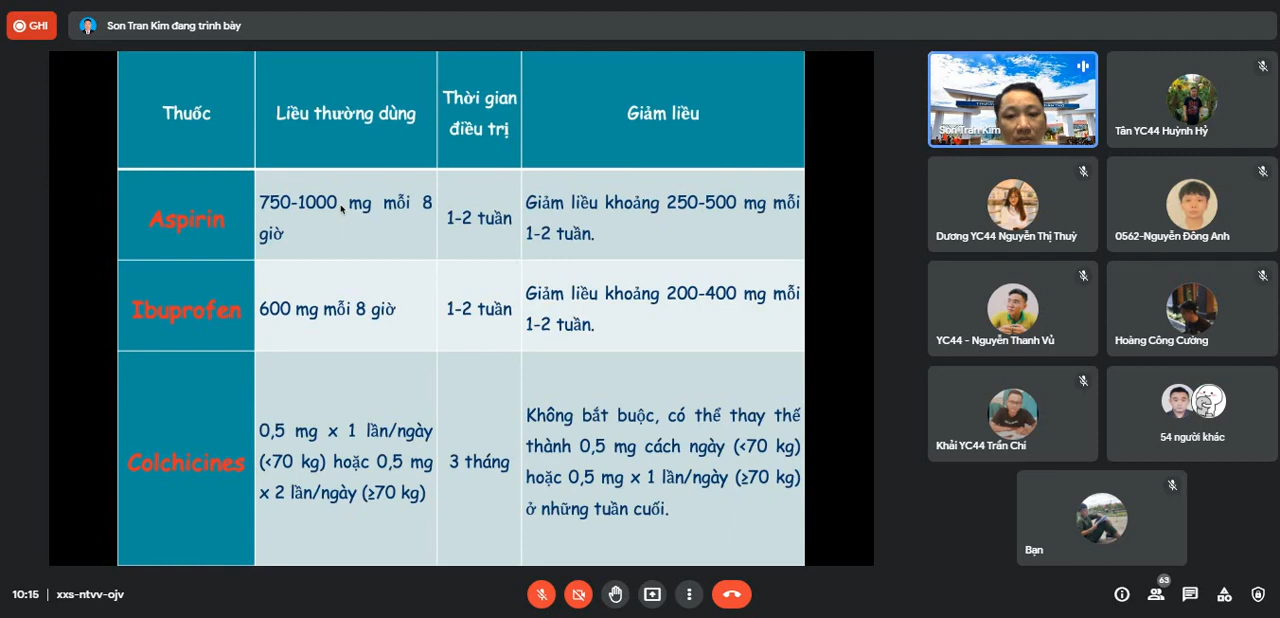 GHI
Son Tran Kim đang trình bày
Thuốc
Liều thường dùng
Thời gian
điều trị
Giảm liều
Aspirin
750-1000 mg mỗi 8
giờ
1-2 tuần
Giảm liều khoảng 250-500 mg mỗi
1-2 tuần.
Ibuprofen
600 mg mỗi 8 giờ
1-2 tuần
Giảm liều khoảng 200-400 mg mỗi
1-2 tuần.
Colchicines
0,5 mg x 1 lần/ngày
(<70 kg) hoặc 0,5 mg
x 2 lần/ngày (≥70 kg)
3 tháng
Không bắt buộc, có thể thay thế
thành 0,5 mg cách ngày (<70 kg)
hoặc 0,5 mg x 1 lần/ngày (≥70 kg)
ở những tuần cuối.
Son Tran Kim
Tân YC44 Huỳnh Hỷ
Dương YC44 Nguyễn Thị Thuỳ
0562-Nguyễn Đông Anh
YC44 - Nguyễn Thanh Vủ
Hoàng Công Cường
Khải YC44 Trần Chí
54 người khác
Bạn
10:15
xxs-ntvv-ojv
63